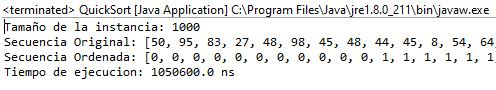 <terminated> QuickSort [Java Application] C:\Program Files\Java\jre1.8.0_211\bin\javaw.exe
Tamaño de la instancia: 1000
Secuencia Original: [50, 95, 83, 27, 48, 98, 45, 48, 44, 45, 8, 54, 64,
Secuencia Ordenada: [0, 0, 0, 0, 0, 0, 0, 0, 0, 0, 0, 1, 1, 1, 1, 1, 1
Tiempo de ejecucion: 1050600.0 ns